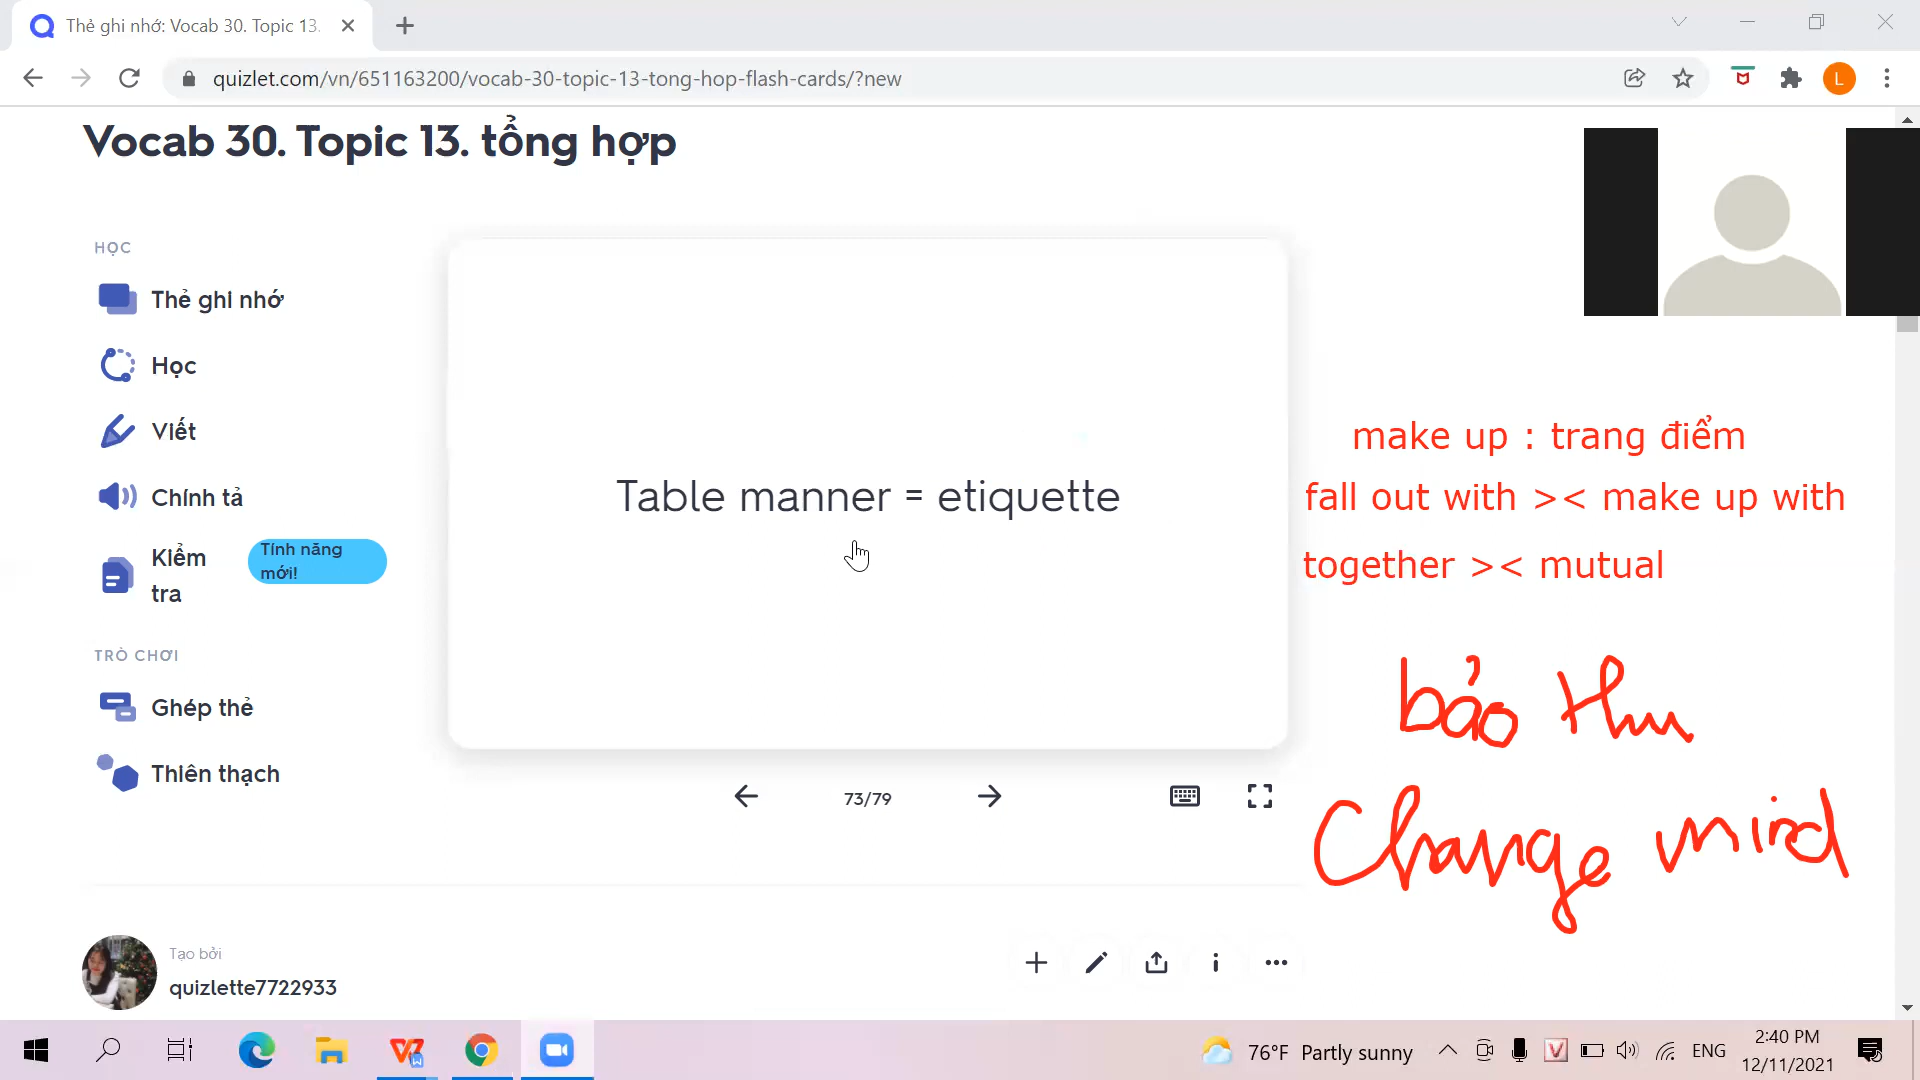 Thẻ ghi nhớ: Vocab 30. Topic 13.
quizlet.com/vn/651163200/vocab-30-topic-13-tong-hop-flash-cards/?new
L
Vocab 30. Topic 13. tổng hợp
HỌC
Thẻ ghi nhớ
Học
Viết
Chính tả
Kiểm tra
Tính năng mới!
TRÒ CHƠI
Ghép thẻ
Thiên thạch
Table manner = etiquette
73/79
make up : trang điểm
fall out with >< make up with
together >< mutual
bảo thu
Change mind
Tạo bởi
quizlette7722933
76°F Partly sunny
ENG
2:40 PM
12/11/2021